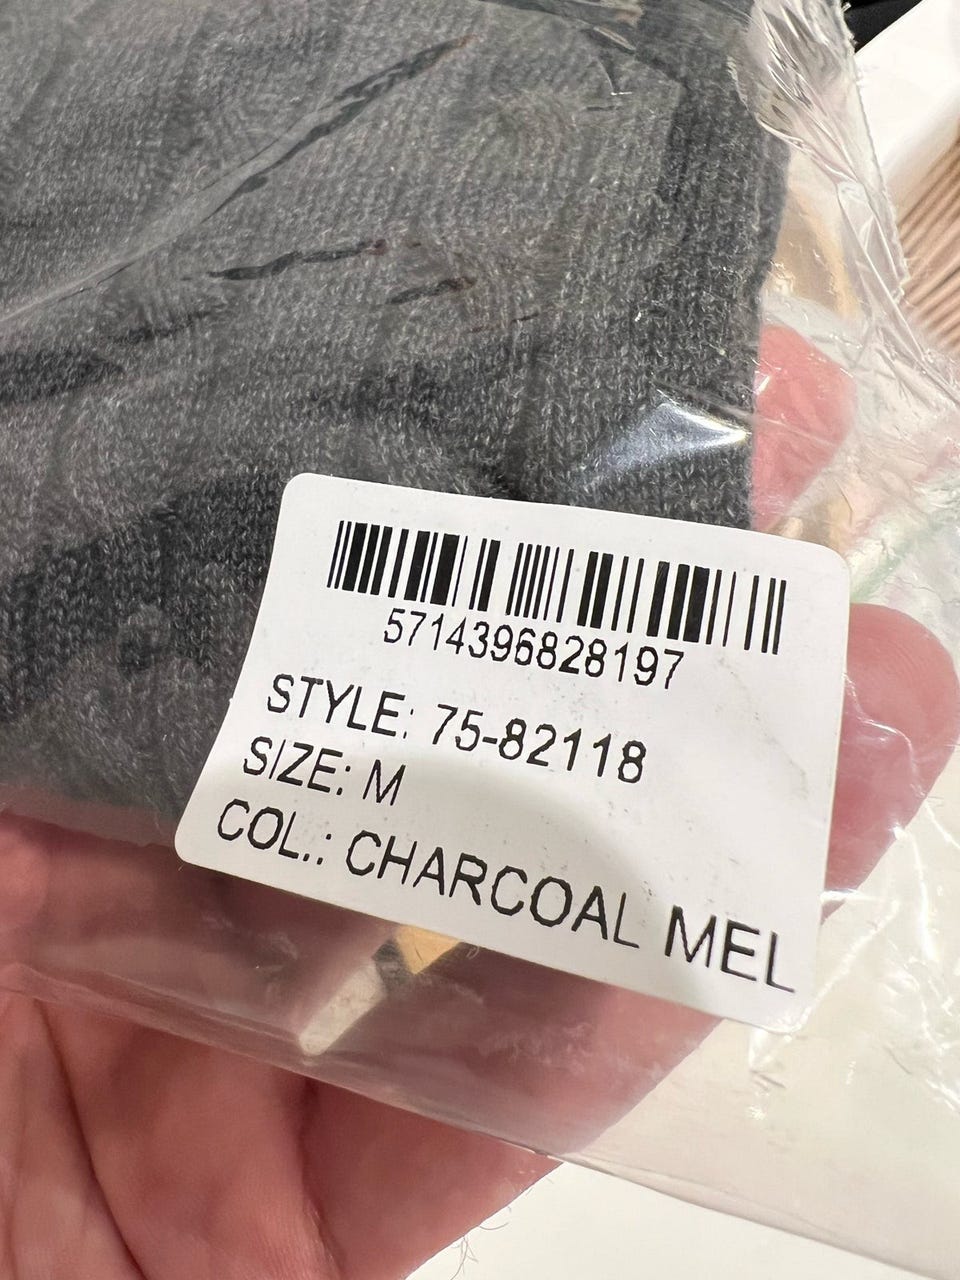 5714396828197
STYLE: 75-82118
SIZE: M
COL.: CHARCOAL MEL